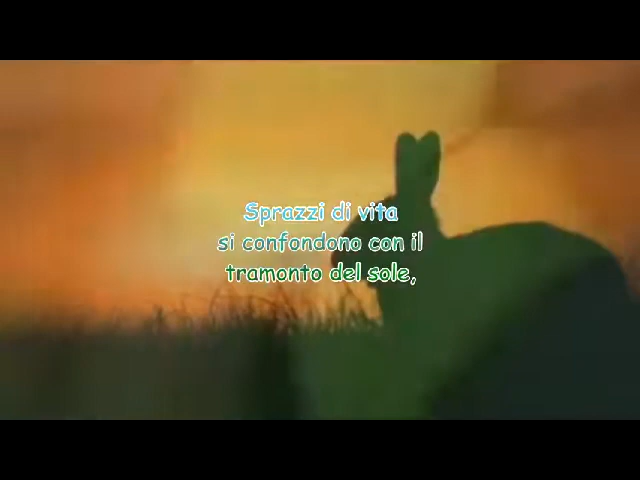 Sprazzi di vita
si confondono con il
tramonto del sole,